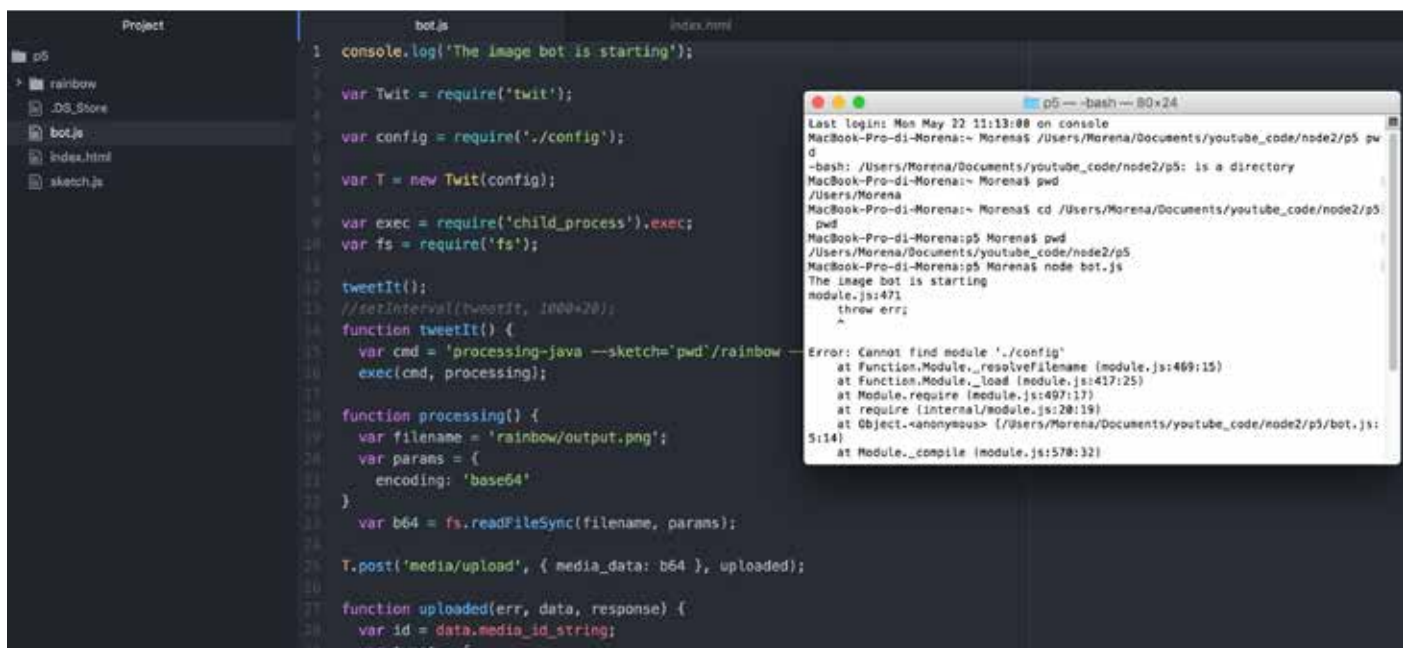 Project
p5
rainbow
.DS_Store
bot.js
index.html
sketch.js
bot.js
index.html
1 console.log('The image bot is starting');
2
3 var Twit = require('twit');
4
5 var config = require('./config');
6
7 var T = new Twit(config);
8
9 var exec = require('child_process').exec;
10 var fs = require('fs');
11
12 tweetIt();
13 //setInterval(tweetIt, 1000*20);
14 function tweetIt() {
15 var cmd = 'processing-java --sketch=`pwd`/rainbow --
16 exec(cmd, processing);
17
18 function processing() {
19 var filename = 'rainbow/output.png';
20 var params = {
21 encoding: 'base64'
22 }
23 var b64 = fs.readFileSync(filename, params);
24
25 T.post('media/upload', { media_data: b64 }, uploaded);
26
27 function uploaded(err, data, response) {
28 var id = data.media_id_string;
p5 — -bash — 80×24
Last login: Mon May 22 11:13:08 on console
MacBook-Pro-di-Morena:~ Morena$ /Users/Morena/Documents/youtube_code/node2/p5 pw
d
-bash: /Users/Morena/Documents/youtube_code/node2/p5: is a directory
MacBook-Pro-di-Morena:~ Morena$ pwd
/Users/Morena
MacBook-Pro-di-Morena:~ Morena$ cd /Users/Morena/Documents/youtube_code/node2/p5
pwd
MacBook-Pro-di-Morena:p5 Morena$ pwd
/Users/Morena/Documents/youtube_code/node2/p5
MacBook-Pro-di-Morena:p5 Morena$ node bot.js
The image bot is starting
module.js:471
throw err;
^
Error: Cannot find module './config'
at Function.Module._resolveFilename (module.js:469:15)
at Function.Module._load (module.js:417:25)
at Module.require (module.js:497:17)
at require (internal/module.js:20:19)
at Object.<anonymous> (/Users/Morena/Documents/youtube_code/node2/p5/bot.js:
5:14)
at Module._compile (module.js:570:32)